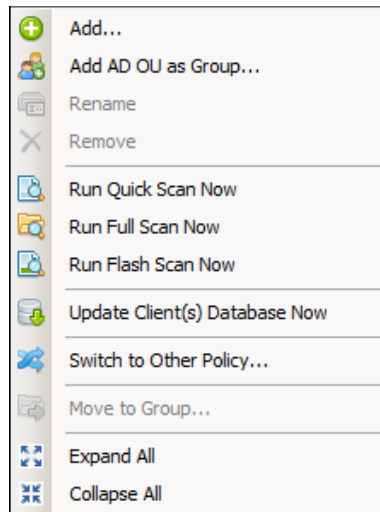 Add...
Add AD OU as Group...
Rename
Remove
Run Quick Scan Now
Run Full Scan Now
Run Flash Scan Now
Update Client(s) Database Now
Switch to Other Policy...
Move to Group...
Expand All
Collapse All